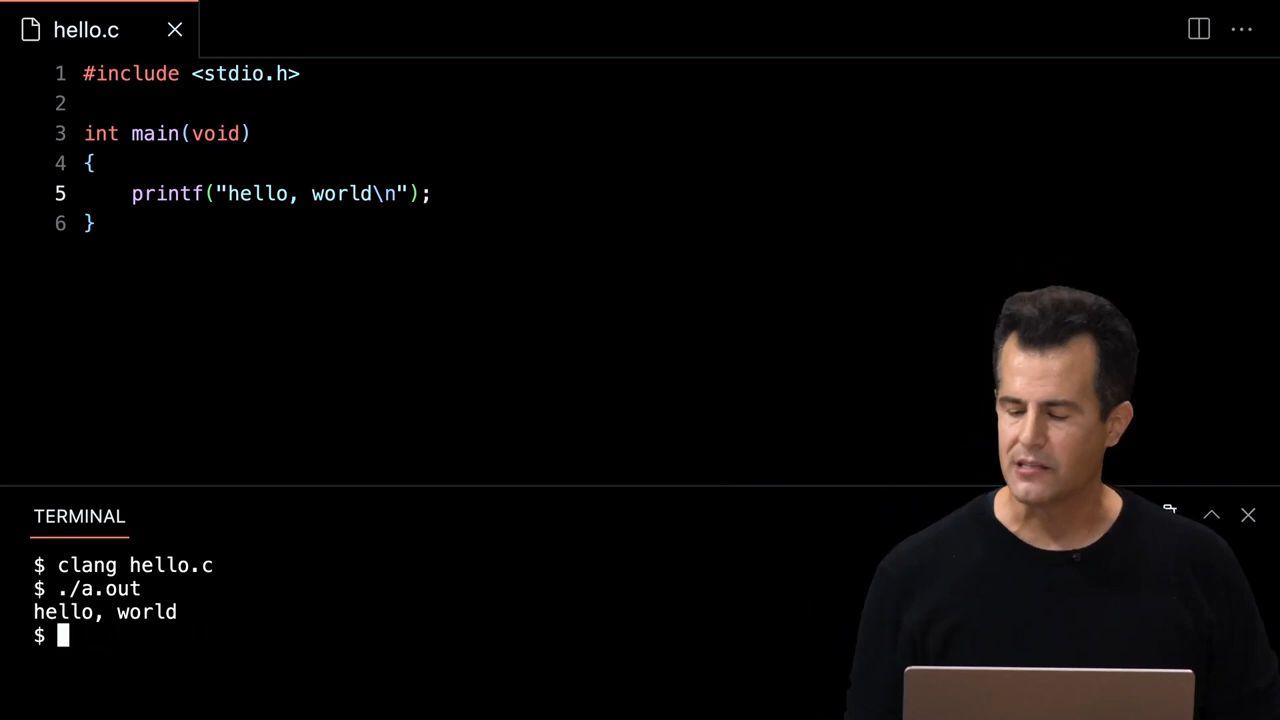 hello.c
1 #include <stdio.h>
2
3 int main(void)
4 {
5     printf("hello, world\n");
6 }
TERMINAL
$ clang hello.c
$ ./a.out
hello, world
$